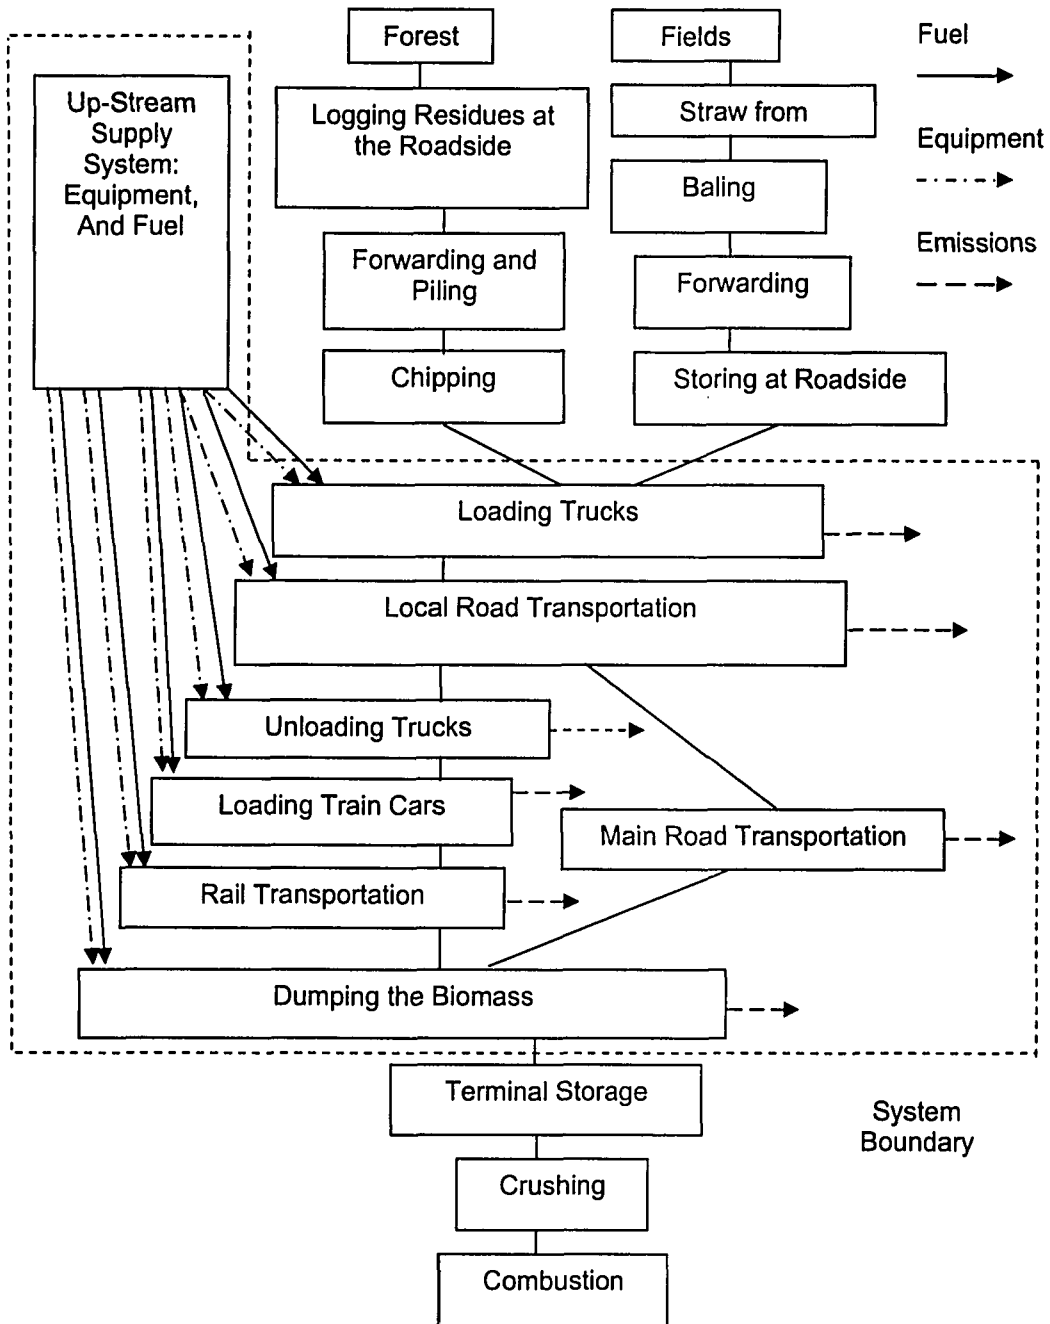 Forest
Fields
Fuel
Up-Stream
Supply
System:
Equipment,
And Fuel
Logging Residues at
the Roadside
Straw from
Equipment
Baling
Emissions
Forwarding and
Piling
Forwarding
Chipping
Storing at Roadside
Loading Trucks
Local Road Transportation
Unloading Trucks
Loading Train Cars
Main Road Transportation
Rail Transportation
Dumping the Biomass
Terminal Storage
System
Boundary
Crushing
Combustion